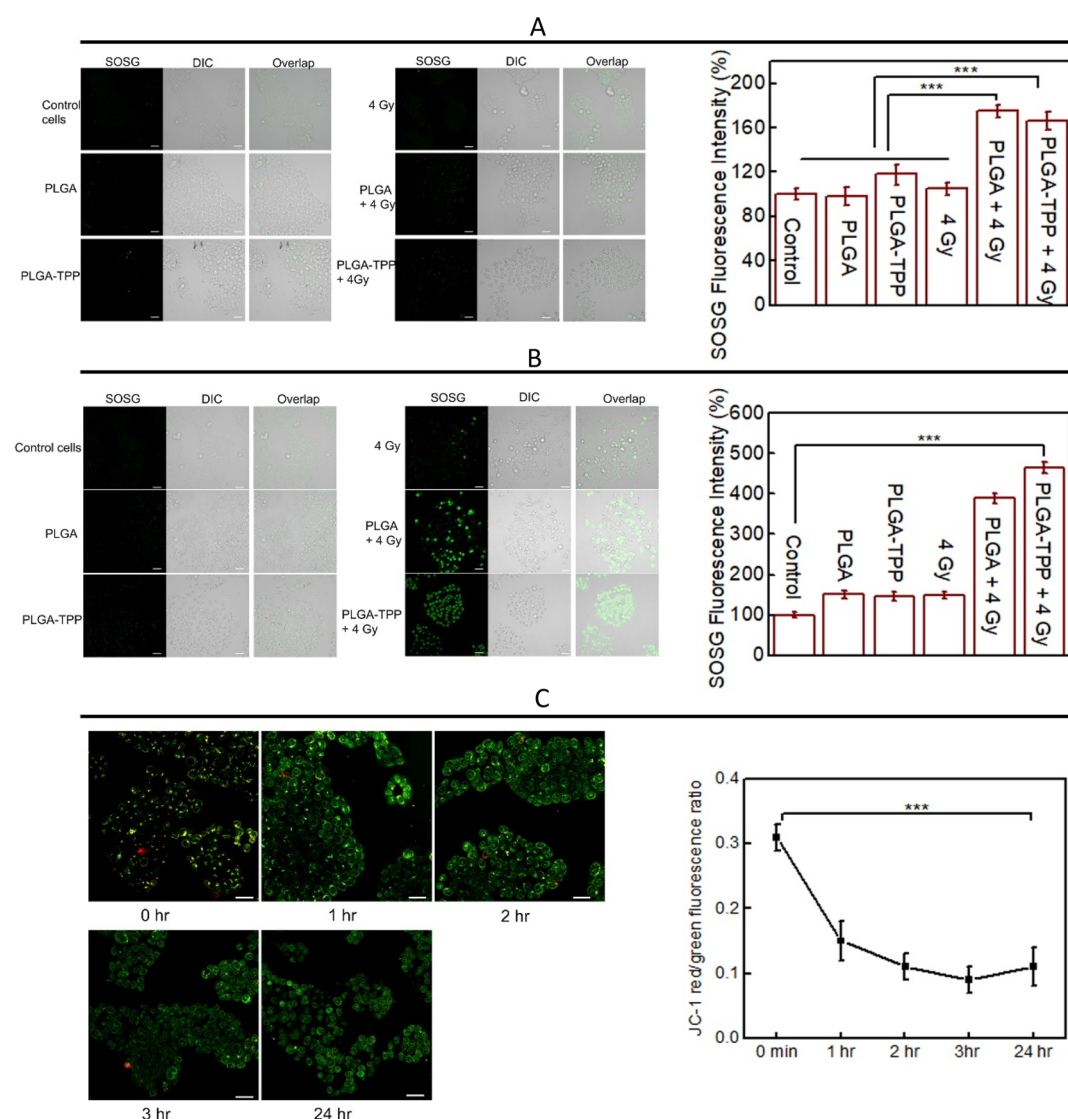 A
SOSG DIC Overlap
Control
cells
PLGA
PLGA-TPP
SOSG DIC Overlap
4 Gy
PLGA
+ 4 Gy
PLGA-TPP
+ 4Gy
SOSG Fluorescence Intensity (%)
200
160
120
80
40
0
***
***
Control
PLGA
PLGA-TPP
4 Gy
PLGA + 4 Gy
PLGA-TPP + 4 Gy
B
SOSG DIC Overlap
Control cells
PLGA
PLGA-TPP
SOSG DIC Overlap
4 Gy
PLGA
+ 4 Gy
PLGA-TPP
+ 4 Gy
SOSG Fluorescence Intensity (%)
600
500
400
300
200
100
0
***
Control
PLGA
PLGA-TPP
4 Gy
PLGA + 4 Gy
PLGA-TPP + 4 Gy
C
0 hr 1 hr 2 hr
3 hr 24 hr
JC-1 red/green fluorescence ratio
0.4
0.3
0.2
0.1
0.0
***
0 min 1 hr 2 hr 3hr 24 hr